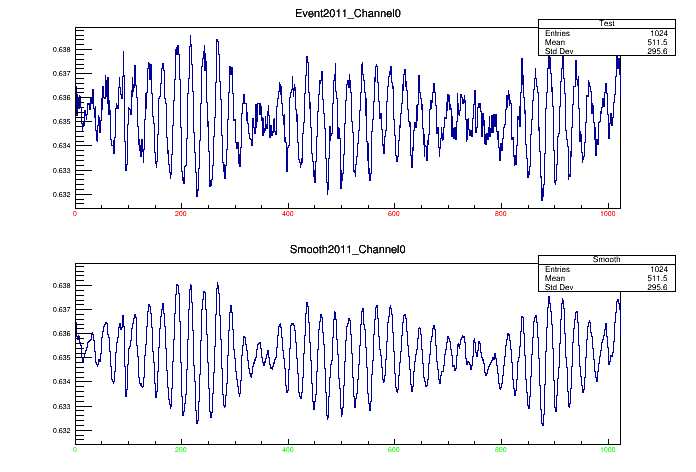 Event2011_Channel0
Test
Entries 1024
Mean 511.5
Std Dev 295.6
0.638
0.637
0.636
0.635
0.634
0.633
0.632
0 200 400 600 800 1000
Smooth2011_Channel0
Smooth
Entries 1024
Mean 511.5
Std Dev 295.6
0.638
0.637
0.636
0.635
0.634
0.633
0.632
0 200 400 600 800 1000